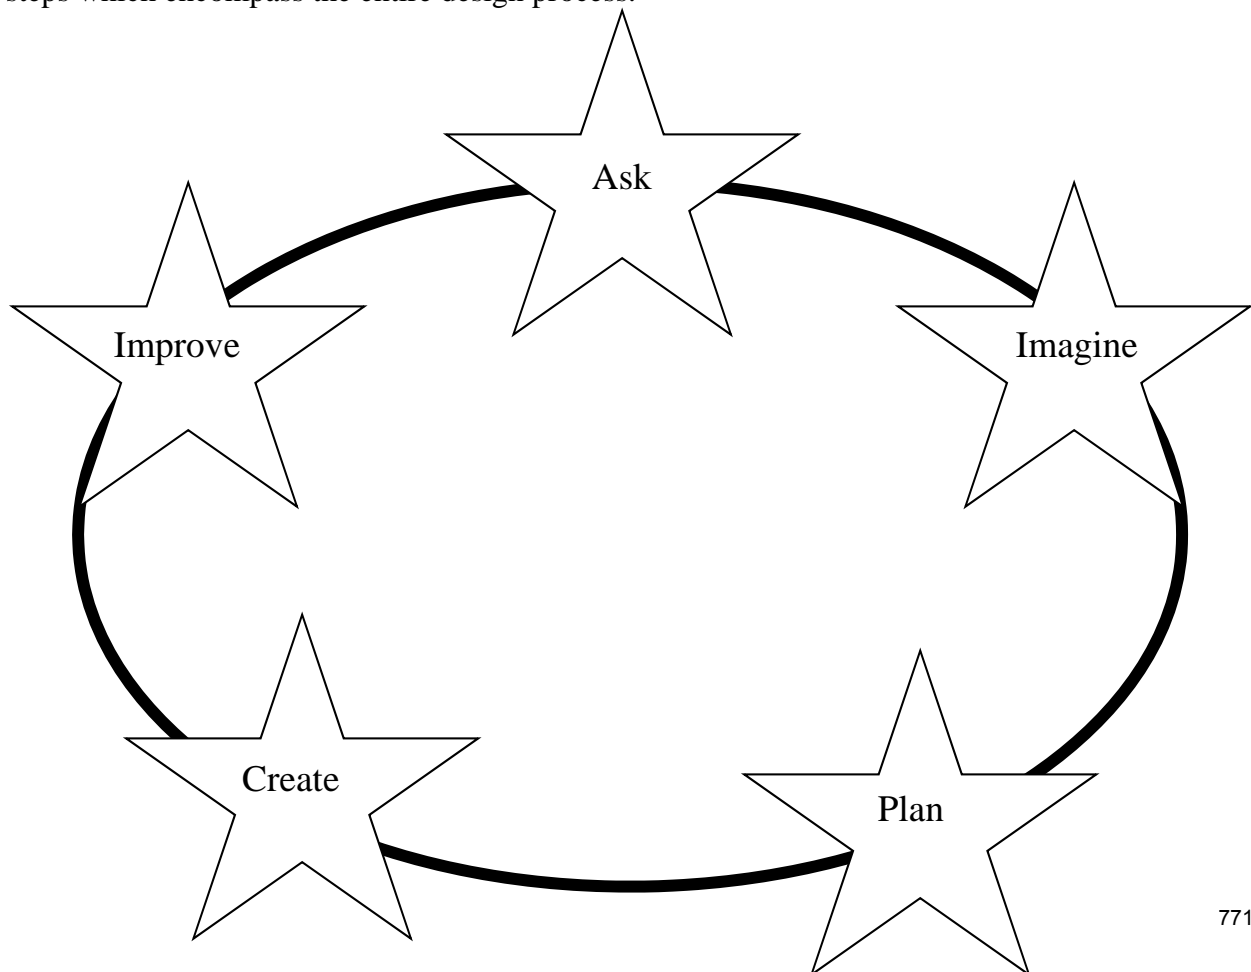 steps which encompass the entire design process.
Ask
Improve
Imagine
Create
Plan
771